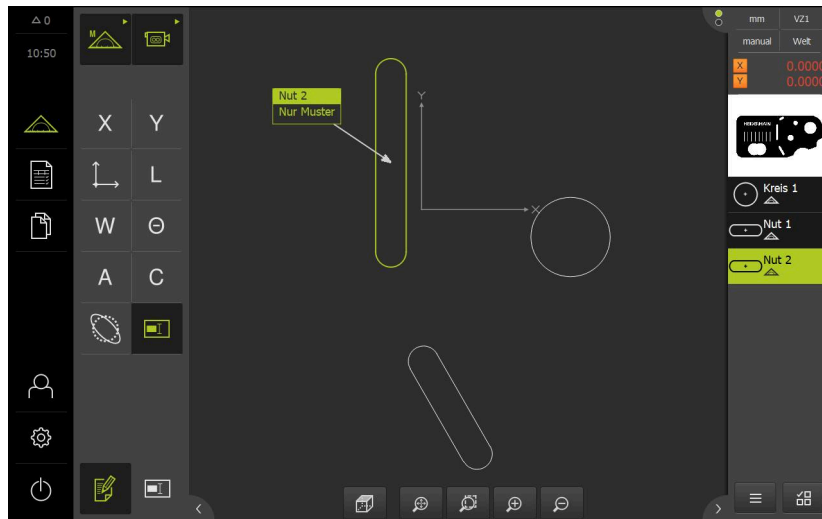 0
10:50
M
X
Y
L
W
Θ
A
C
Nut 2
Nur Muster
Y
X
mm
VZ1
manual
Welt
X
0.0000
Y
0.0000
HEIDENHAIN
Kreis 1
Nut 1
Nut 2